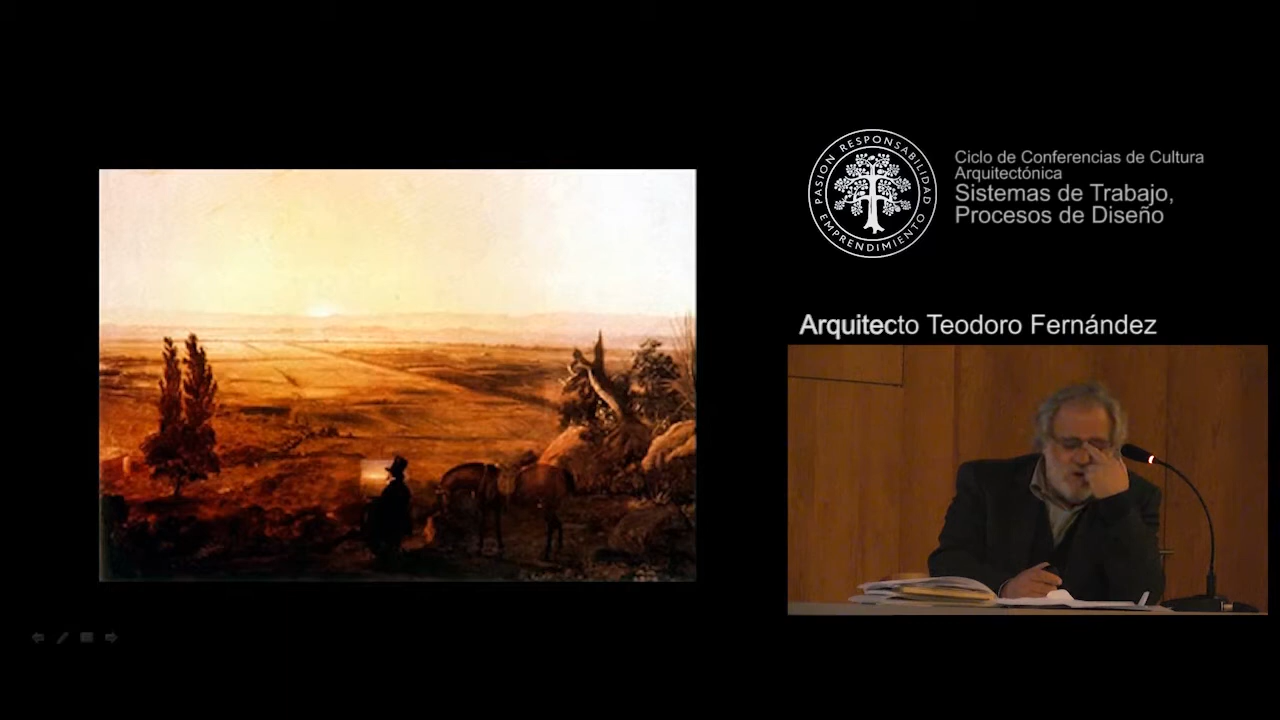 PASION RESPONSABILIDAD
EMPRENDIMIENTO
Ciclo de Conferencias de Cultura
Arquitectónica
Sistemas de Trabajo,
Procesos de Diseño
Arquitecto Teodoro Fernández